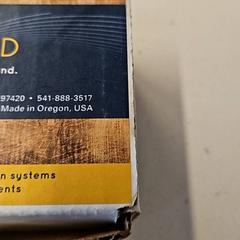 D
nd.
97420 • 541-888-3517
Made in Oregon, USA
n systems
ents